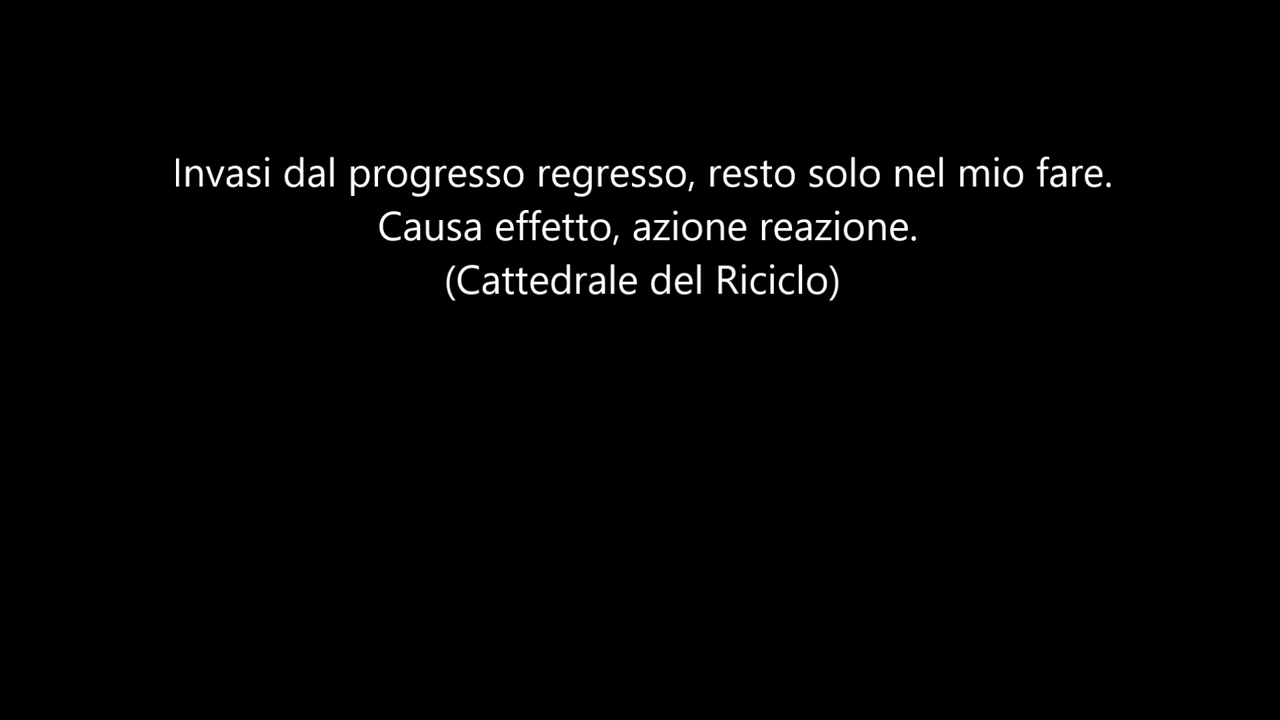 Invasi dal progresso regresso, resto solo nel mio fare.
Causa effetto, azione reazione.
(Cattedrale del Riciclo)